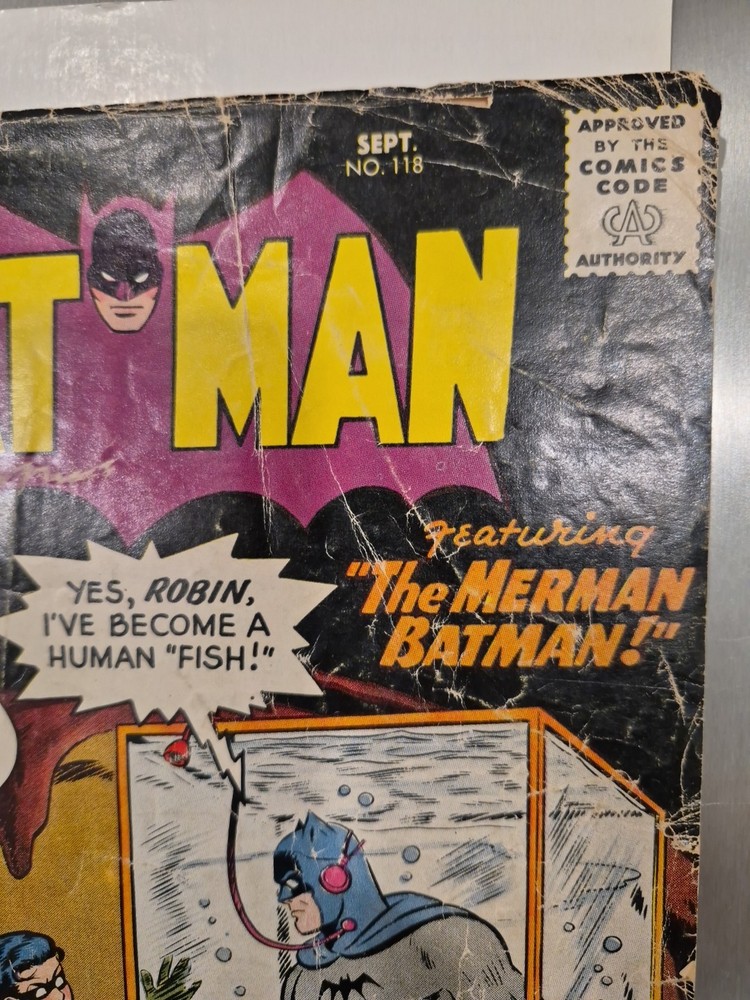 SEPT.
NO. 118
APPROVED
BY THE
COMICS
CODE
CA
AUTHORITY
AT MAN
Featuring
"The MERMAN
BATMAN!"
YES, ROBIN,
I'VE BECOME A
HUMAN "FISH!"